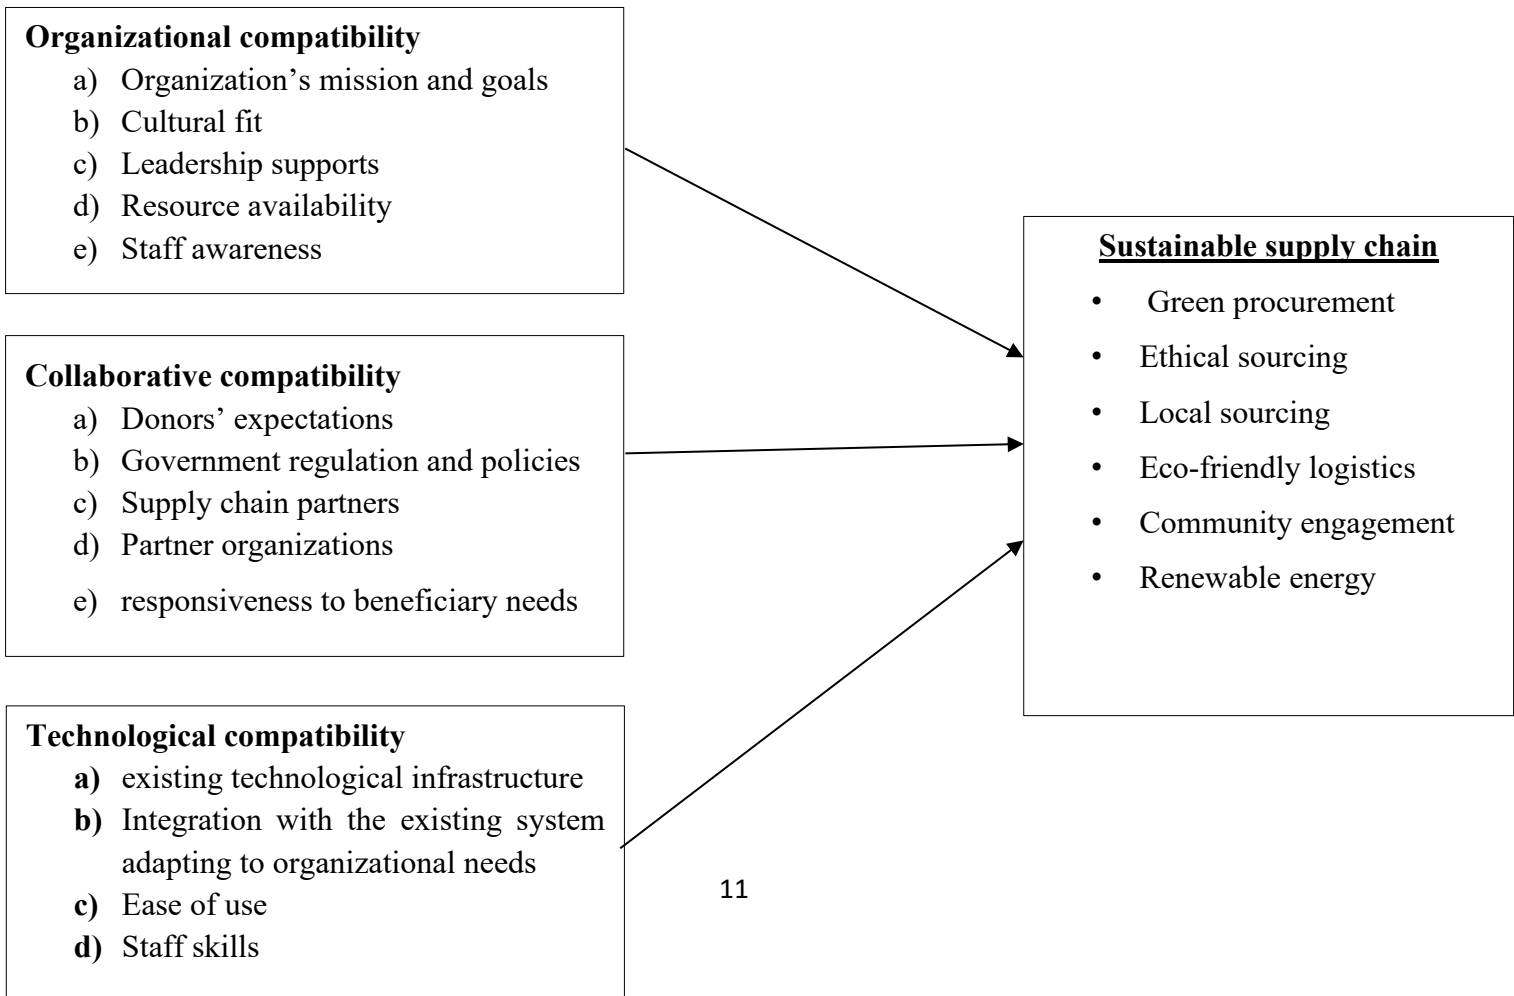 Organizational compatibility
a) Organization’s mission and goals
b) Cultural fit
c) Leadership supports
d) Resource availability
e) Staff awareness
Collaborative compatibility
a) Donors’ expectations
b) Government regulation and policies
c) Supply chain partners
d) Partner organizations
e) responsiveness to beneficiary needs
Technological compatibility
a) existing technological infrastructure
b) Integration with the existing system
adapting to organizational needs
c) Ease of use
d) Staff skills
Sustainable supply chain
• Green procurement
• Ethical sourcing
• Local sourcing
• Eco-friendly logistics
• Community engagement
• Renewable energy
11